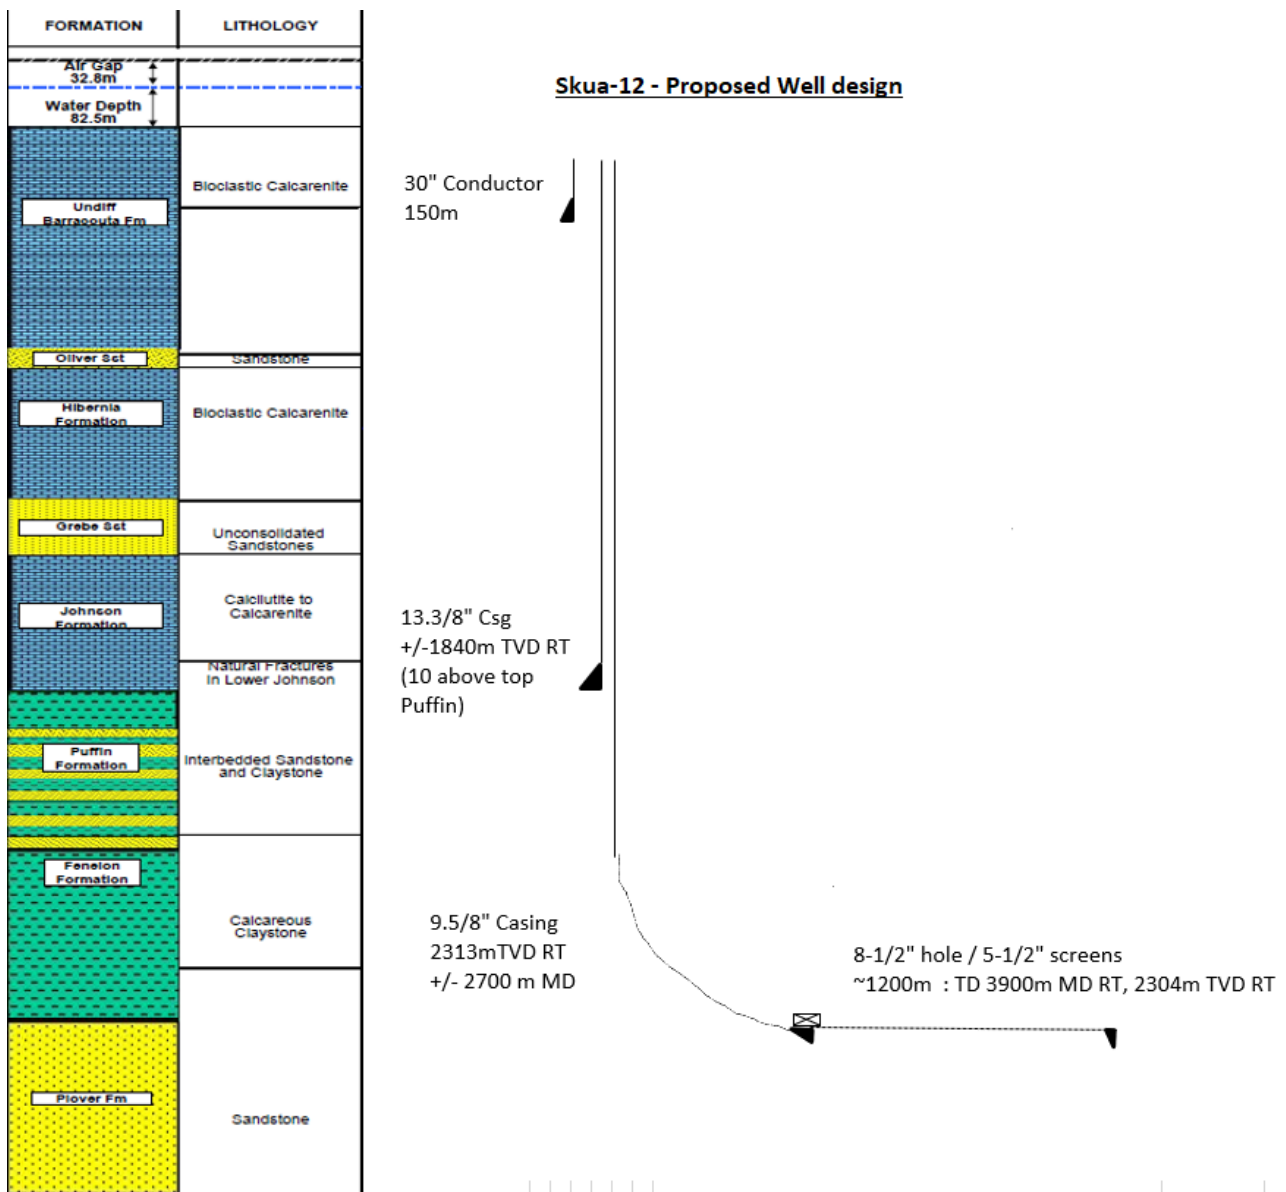 FORMATION
LITHOLOGY
Air Gap
32.8m
Water Depth
82.5m
Skua-12 - Proposed Well design
Bioclastic Calcarenite
Undiff
Barracouta Fm
30" Conductor
150m
Oliver Sst
Sandstone
Hibernia
Formation
Bioclastic Calcarenite
Grebe Sst
Unconsolidated
Sandstones
Johnson
Formation
Calcilutite to
Calcarenite
Natural Fractures
in Lower Johnson
13.3/8" Csg
+/-1840m TVD RT
(10 above top
Puffin)
Puffin
Formation
Interbedded Sandstone
and Claystone
Fenelon
Formation
Calcareous
Claystone
9.5/8" Casing
2313mTVD RT
+/- 2700 m MD
8-1/2" hole / 5-1/2" screens
~1200m : TD 3900m MD RT, 2304m TVD RT
Plover Fm
Sandstone